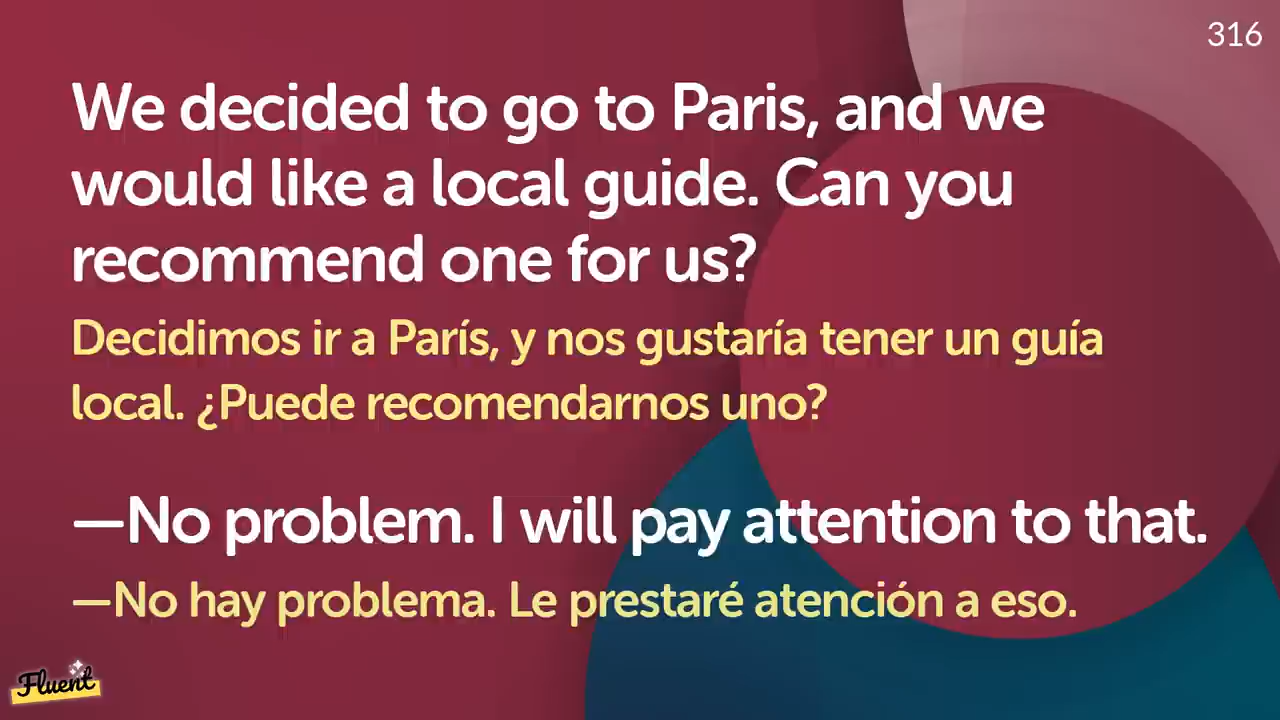 316
We decided to go to Paris, and we
would like a local guide. Can you
recommend one for us?
Decidimos ir a París, y nos gustaría tener un guía
local. ¿Puede recomendarnos uno?
—No problem. I will pay attention to that.
—No hay problema. Le prestaré atención a eso.
Fluent